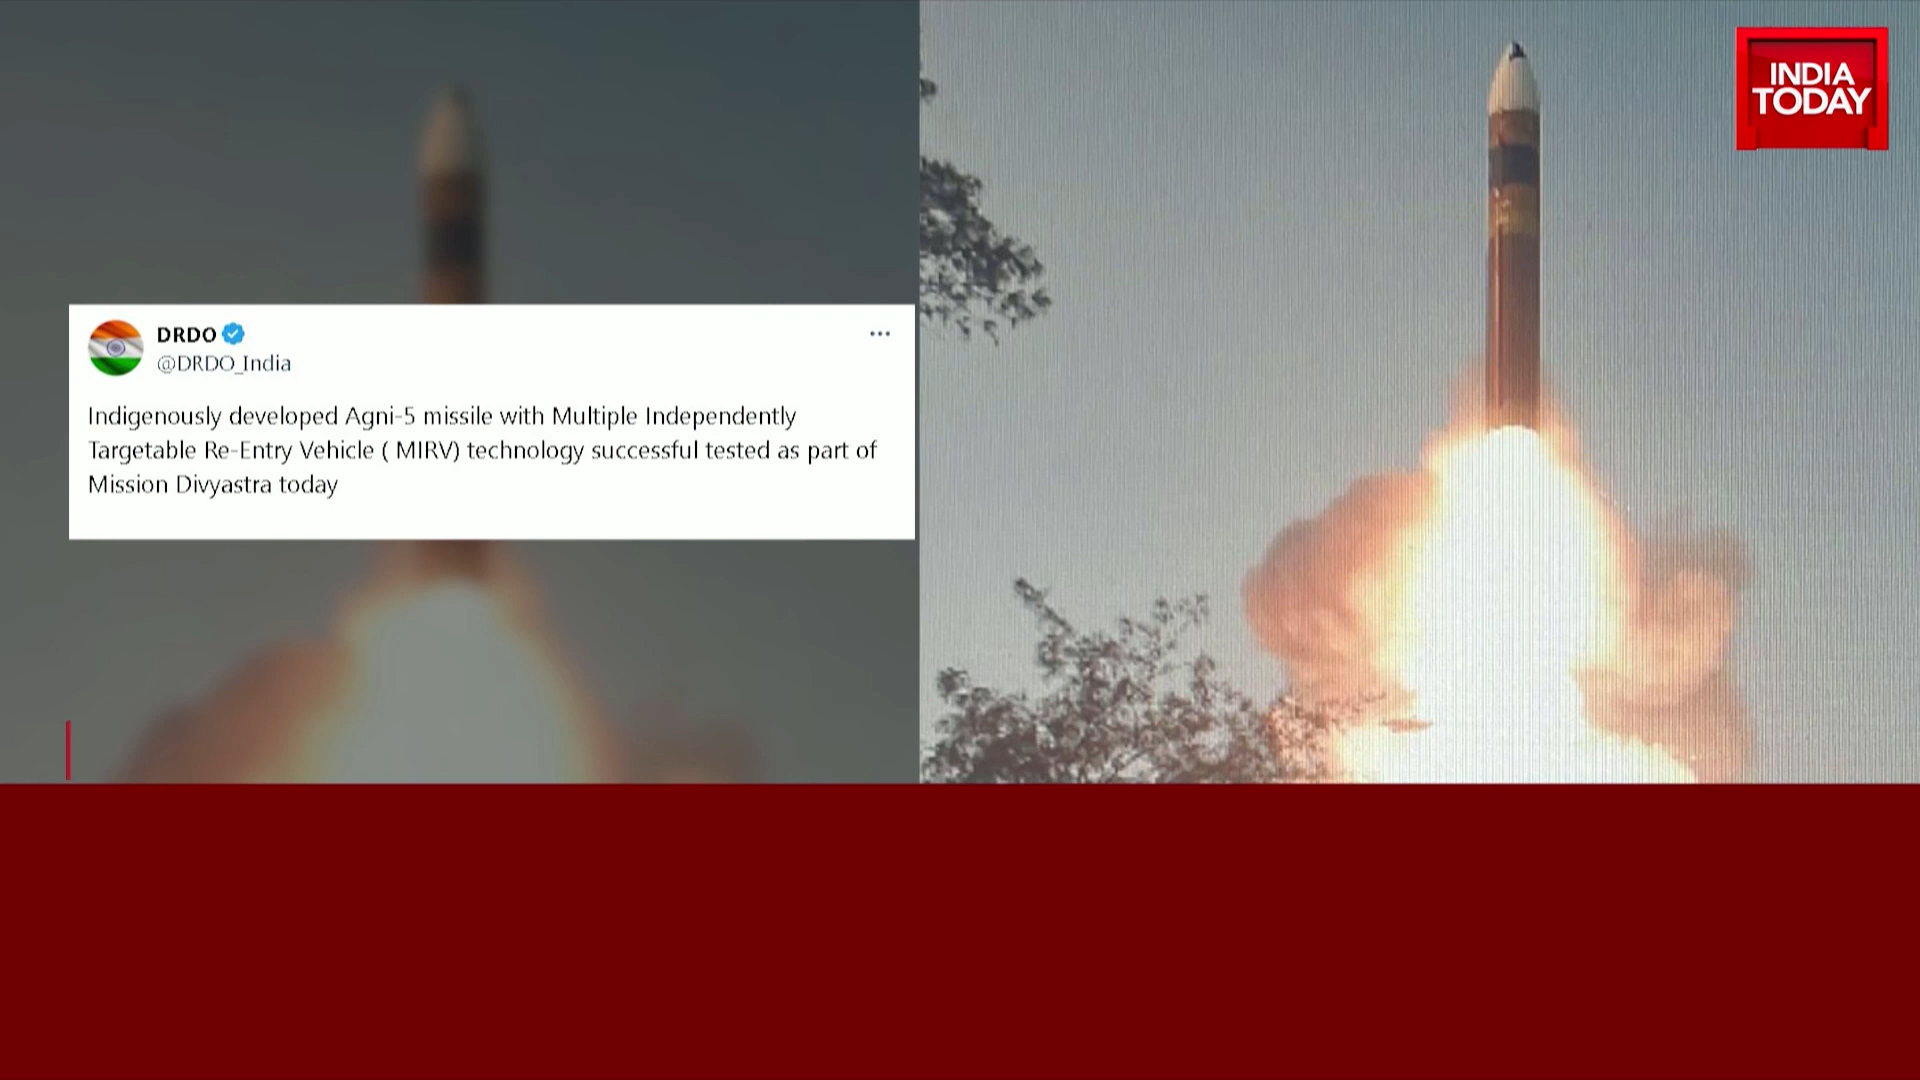 INDIA
TODAY
DRDO
@DRDO_India
Indigenously developed Agni-5 missile with Multiple Independently
Targetable Re-Entry Vehicle ( MIRV) technology successful tested as part of
Mission Divyastra today